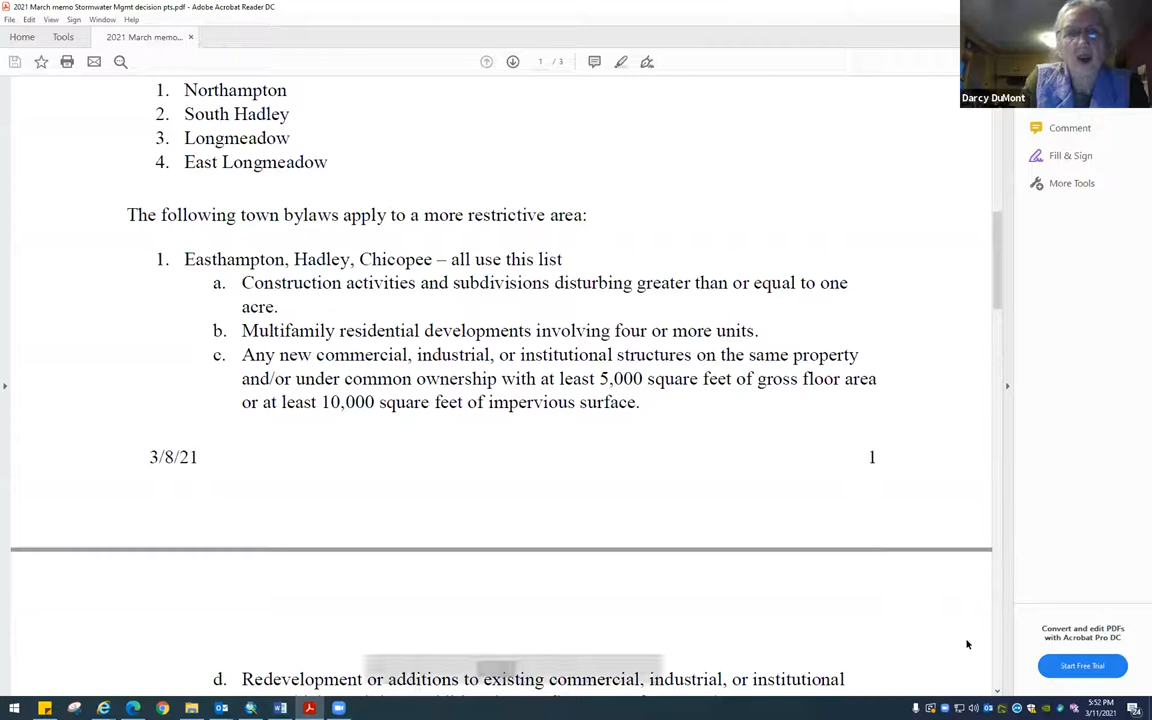 2021 March memo Stormwater Mgmt decision pts.pdf - Adobe Acrobat Reader DC
File Edit View Sign Window Help
Home Tools 2021 March memo... ×
1 / 3
Darcy DuMont
Comment
Fill & Sign
More Tools
1. Northampton
2. South Hadley
3. Longmeadow
4. East Longmeadow
The following town bylaws apply to a more restrictive area:
1. Easthampton, Hadley, Chicopee – all use this list
a. Construction activities and subdivisions disturbing greater than or equal to one
acre.
b. Multifamily residential developments involving four or more units.
c. Any new commercial, industrial, or institutional structures on the same property
and/or under common ownership with at least 5,000 square feet of gross floor area
or at least 10,000 square feet of impervious surface.
3/8/21 1
d. Redevelopment or additions to existing commercial, industrial, or institutional
Convert and edit PDFs
with Acrobat Pro DC
Start Free Trial
5:52 PM
3/11/2021
24